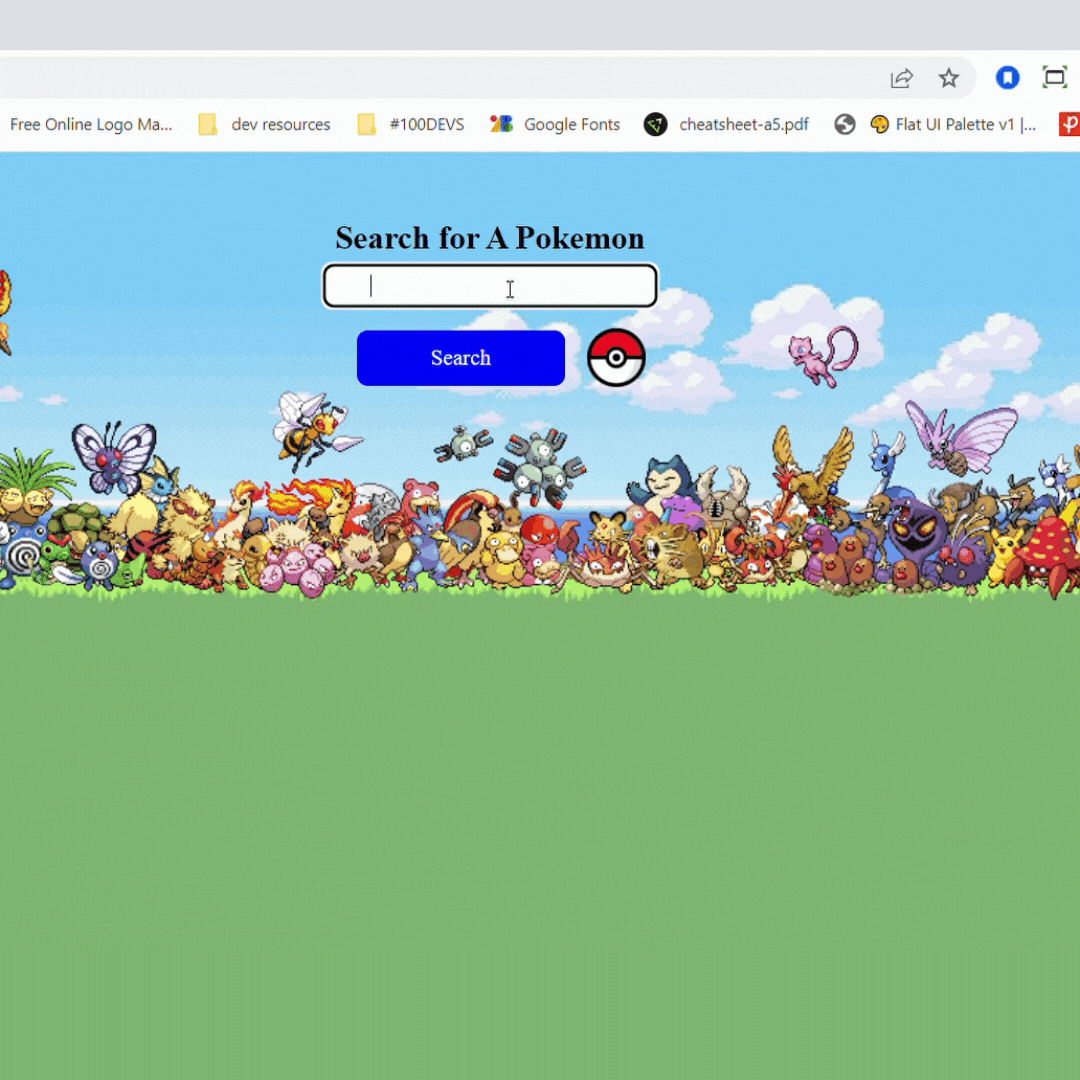 Free Online Logo Ma... dev resources #100DEVS Google Fonts cheatsheet-a5.pdf Flat UI Palette v1 |...
Search for A Pokemon
Search